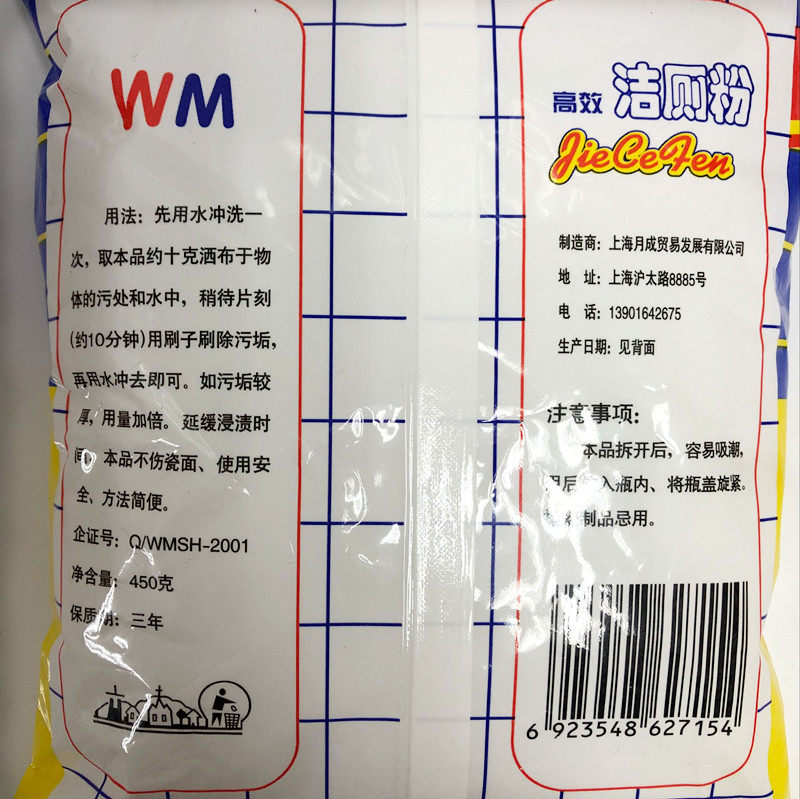 WM
用法：先用水冲洗一
次，取本品约十克洒布于物
体的污处和水中，稍待片刻
(约10分钟)用刷子刷除污垢，
再用水冲去即可。如污垢较
厚，用量加倍。延缓浸渍时
间，本品不伤瓷面、使用安
全、方法简便。
企证号：Q/WMSH-2001
净含量：450克
保质期：三年
高效 洁厕粉
JieCeFen
制造商：上海月成贸易发展有限公司
地 址：上海沪太路8885号
电 话：13901642675
生产日期：见背面
注意事项：
本品拆开后，容易吸潮，
用后 入瓶内、将瓶盖旋紧。
制品忌用。
6 923548 627154